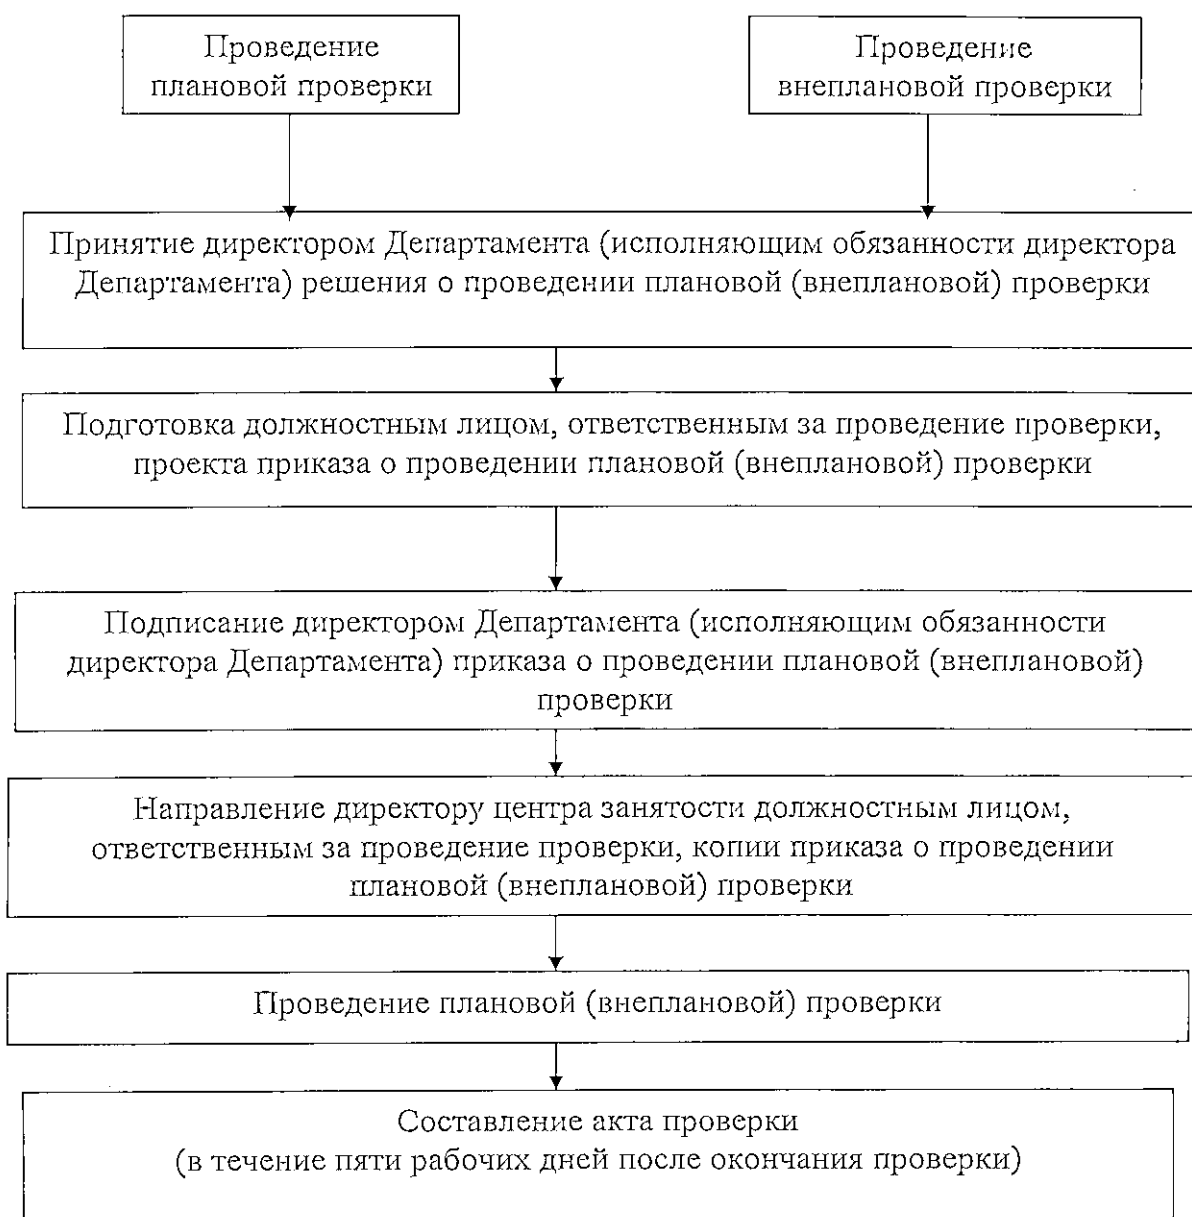 Проведение
плановой проверки
Проведение
внеплановой проверки
Принятие директором Департамента (исполняющим обязанности директора
Департамента) решения о проведении плановой (внеплановой) проверки
Подготовка должностным лицом, ответственным за проведение проверки,
проекта приказа о проведении плановой (внеплановой) проверки
Подписание директором Департамента (исполняющим обязанности
директора Департамента) приказа о проведении плановой (внеплановой)
проверки
Направление директору центра занятости должностным лицом,
ответственным за проведение проверки, копии приказа о проведении
плановой (внеплановой) проверки
Проведение плановой (внеплановой) проверки
Составление акта проверки
(в течение пяти рабочих дней после окончания проверки)